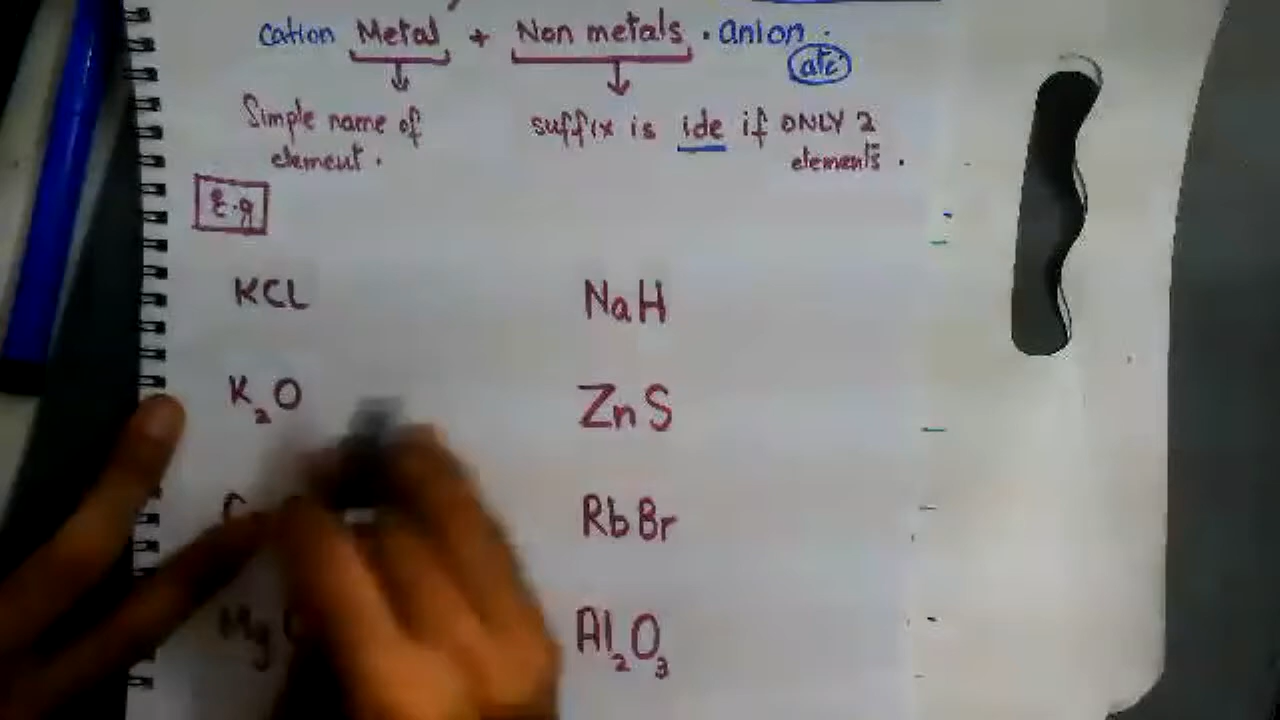 cation Metal + Non metals · anion ·
ate
Simple name of
element .
suffix is ide if ONLY 2
elements .
E.g
KCL
NaH
K2O
ZnS
RbBr
Mg
Al2O3